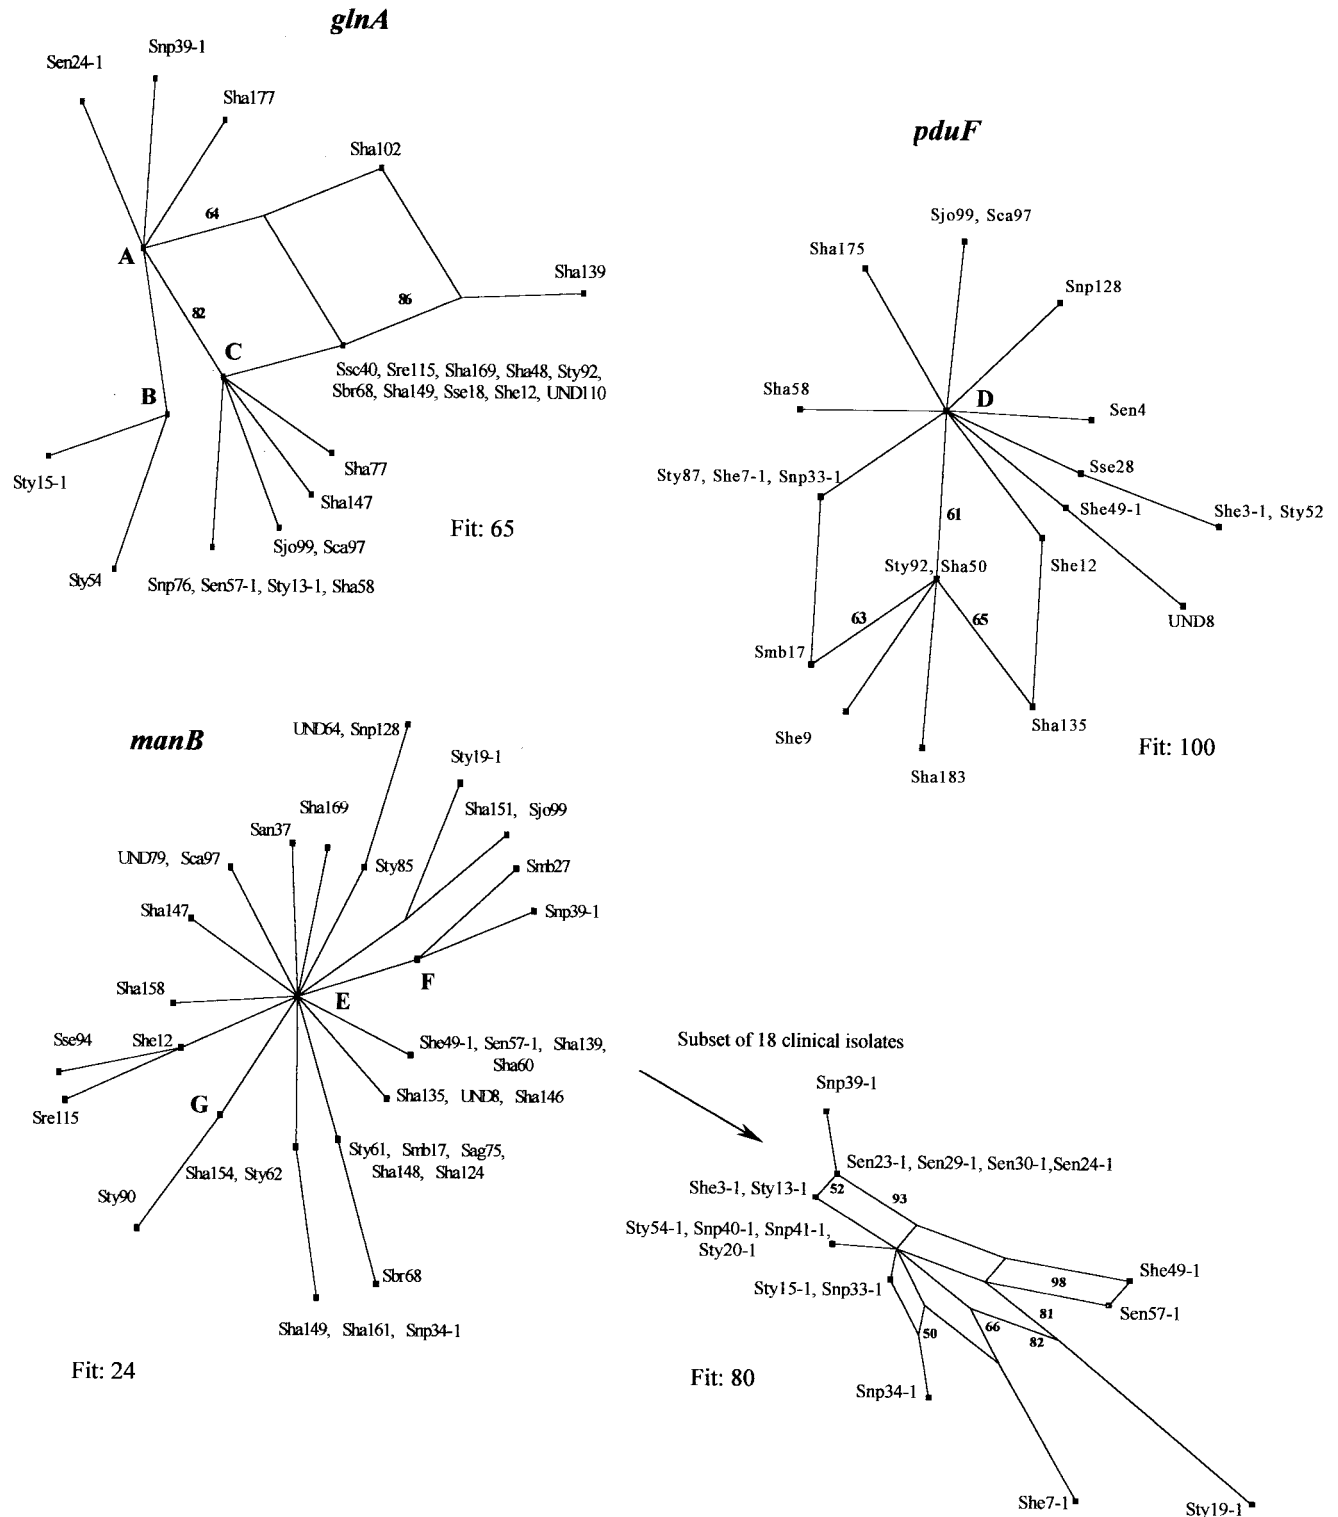 glnA
Snp39-1
Sen24-1
Sha177
Sha102
64
A
86
Sha139
82
C
Ssc40, Sre115, Sha169, Sha48, Sty92,
Sbr68, Sha149, Sse18, She12, UND110
B
Sha77
Sty15-1
Sha147
Sjo99, Sca97
Fit: 65
Sty54
Snp76, Sen57-1, Sty13-1, Sha58
pduF
Sjo99, Sca97
Sha175
Snp128
Sha58
D
Sen4
Sse28
Sty87, She7-1, Snp33-1
She49-1
She3-1, Sty52
61
Sty92, Sha50
She12
63
65
UND8
Smb17
She9
Sha135
Sha183
Fit: 100
manB
UND64, Snp128
Sty19-1
Sha169
Sha151, Sjo99
San37
UND79, Sca97
Sty85
Smb27
Sha147
Snp39-1
F
Sha158
E
Sse94
She12
She49-1, Sen57-1, Sha139,
Sha60
Sre115
G
Sha135, UND8, Sha146
Sha154, Sty62
Sty61, Smb17, Sag75,
Sha148, Sha124
Sty90
Sbr68
Sha149, Sha161, Snp34-1
Fit: 24
Subset of 18 clinical isolates
Snp39-1
Sen23-1, Sen29-1, Sen30-1,Sen24-1
She3-1, Sty13-1
52
93
Sty54-1, Snp40-1, Snp41-1,
Sty20-1
She49-1
98
Sty15-1, Snp33-1
Sen57-1
81
50
66
82
Fit: 80
Snp34-1
She7-1
Sty19-1